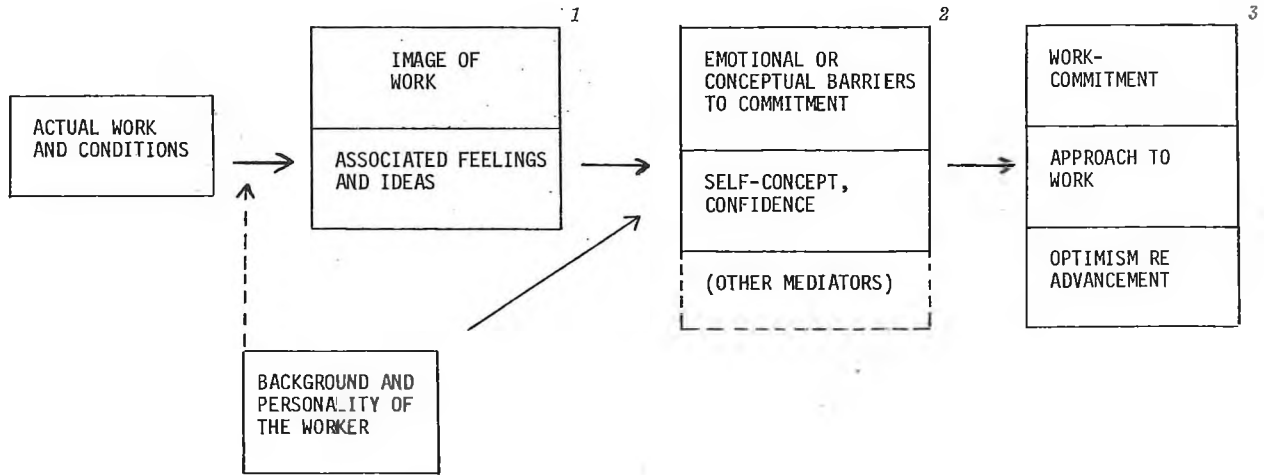 1
IMAGE OF
WORK
ASSOCIATED FEELINGS
AND IDEAS
ACTUAL WORK
AND CONDITIONS
2
EMOTIONAL OR
CONCEPTUAL BARRIERS
TO COMMITMENT
SELF-CONCEPT,
CONFIDENCE
(OTHER MEDIATORS)
3
WORK-
COMMITMENT
APPROACH TO
WORK
OPTIMISM RE
ADVANCEMENT
BACKGROUND AND
PERSONALITY OF
THE WORKER